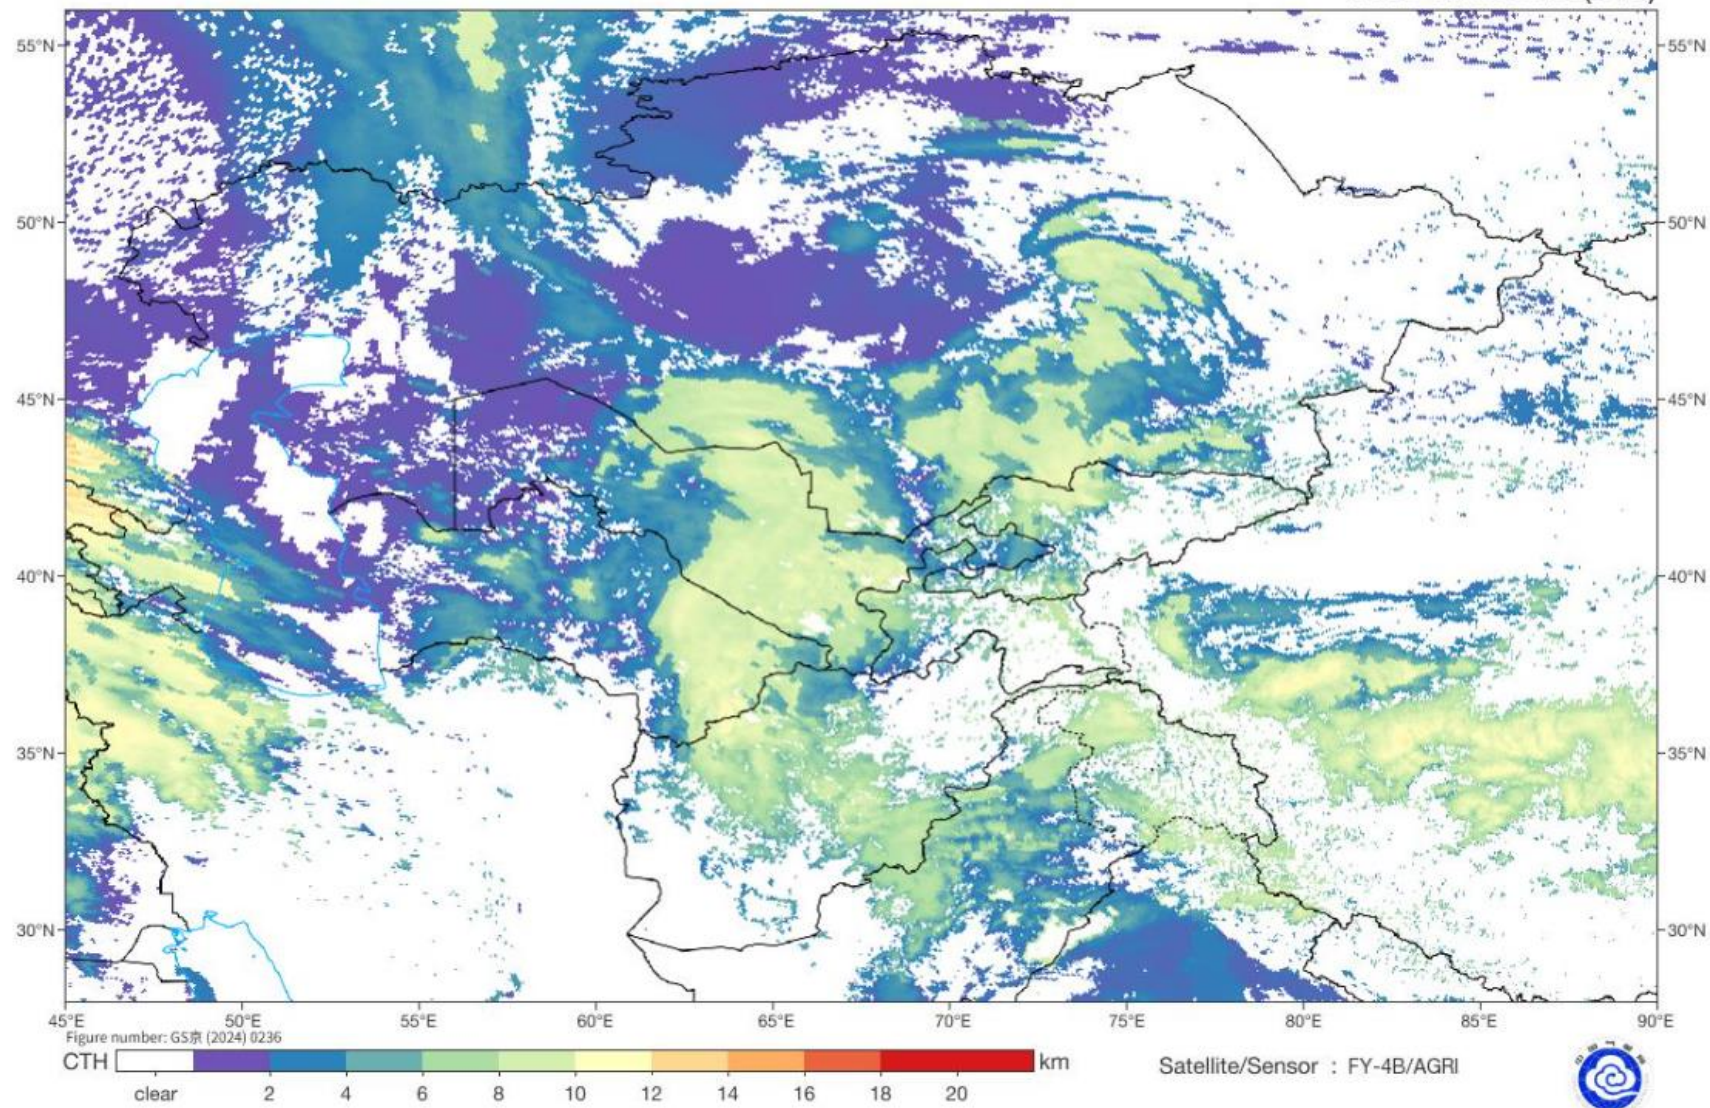 55°N
55°N
50°N
50°N
45°N
45°N
40°N
40°N
35°N
35°N
30°N
30°N
45°E 50°E 55°E 60°E 65°E 70°E 75°E 80°E 85°E 90°E
Figure number: GS京 (2024) 0236
CTH km
Satellite/Sensor : FY-4B/AGRI
clear 2 4 6 8 10 12 14 16 18 20